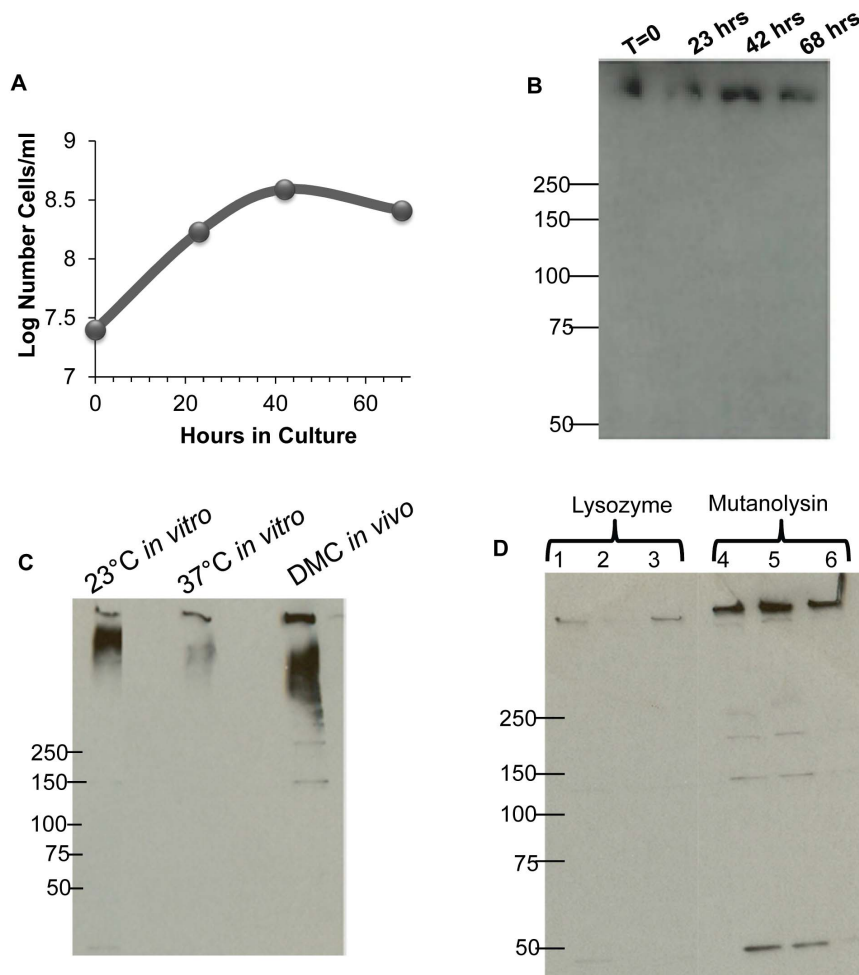 A
Log Number Cells/ml
9
8.5
8
7.5
7
0 20 40 60
Hours in Culture
B
T=0 23 hrs 42 hrs 68 hrs
250
150
100
75
50
C
23°C in vitro 37°C in vitro DMC in vivo
250
150
100
75
50
D
Lysozyme Mutanolysin
1 2 3 4 5 6
250
150
100
75
50